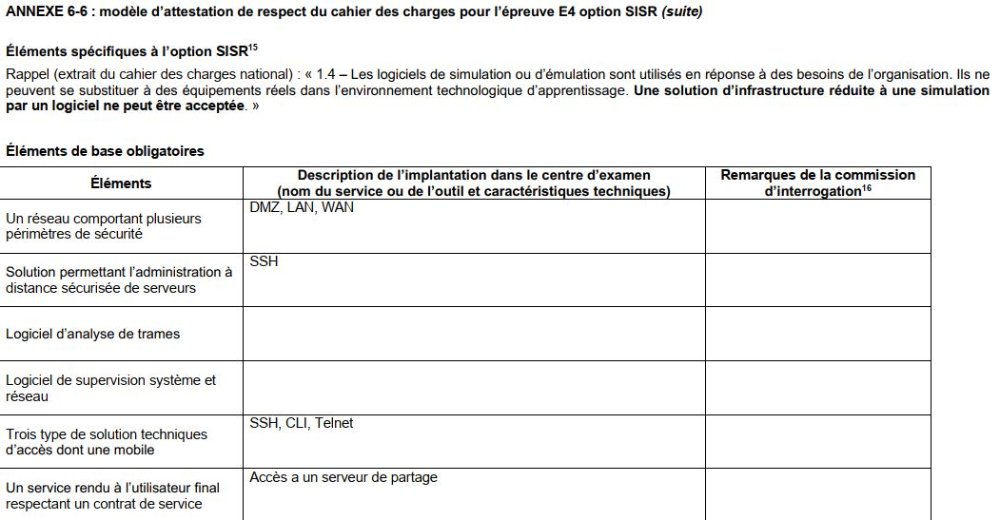 ANNEXE 6-6 : modèle d’attestation de respect du cahier des charges pour l’épreuve E4 option SISR (suite)
Éléments spécifiques à l’option SISR15
Rappel (extrait du cahier des charges national) : « 1.4 – Les logiciels de simulation ou d’émulation sont utilisés en réponse à des besoins de l’organisation. Ils ne
peuvent se substituer à des équipements réels dans l’environnement technologique d’apprentissage. Une solution d’infrastructure réduite à une simulation
par un logiciel ne peut être acceptée. »
Éléments de base obligatoires
Éléments
Description de l’implantation dans le centre d’examen
(nom du service ou de l’outil et caractéristiques techniques)
Remarques de la commission
d’interrogation16
Un réseau comportant plusieurs
périmètres de sécurité
DMZ, LAN, WAN
Solution permettant l’administration à
distance sécurisée de serveurs
SSH
Logiciel d’analyse de trames
Logiciel de supervision système et
réseau
Trois type de solution techniques
d’accès dont une mobile
SSH, CLI, Telnet
Un service rendu à l’utilisateur final
respectant un contrat de service
Accès a un serveur de partage